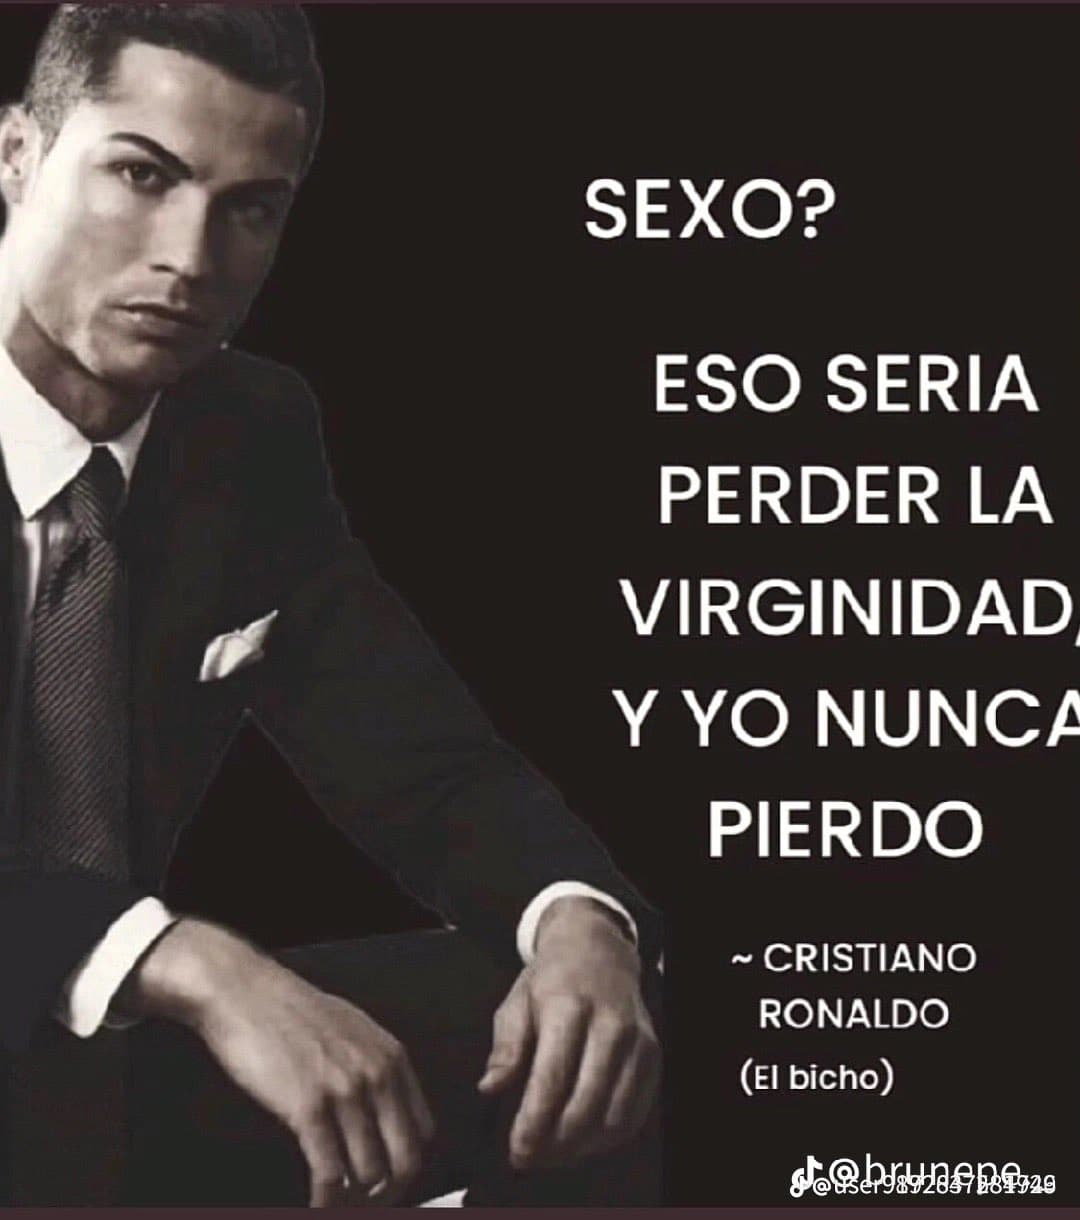 SEXO?
ESO SERIA
PERDER LA
VIRGINIDAD,
Y YO NUNCA
PIERDO
~ CRISTIANO
RONALDO
(El bicho)
@brunepe